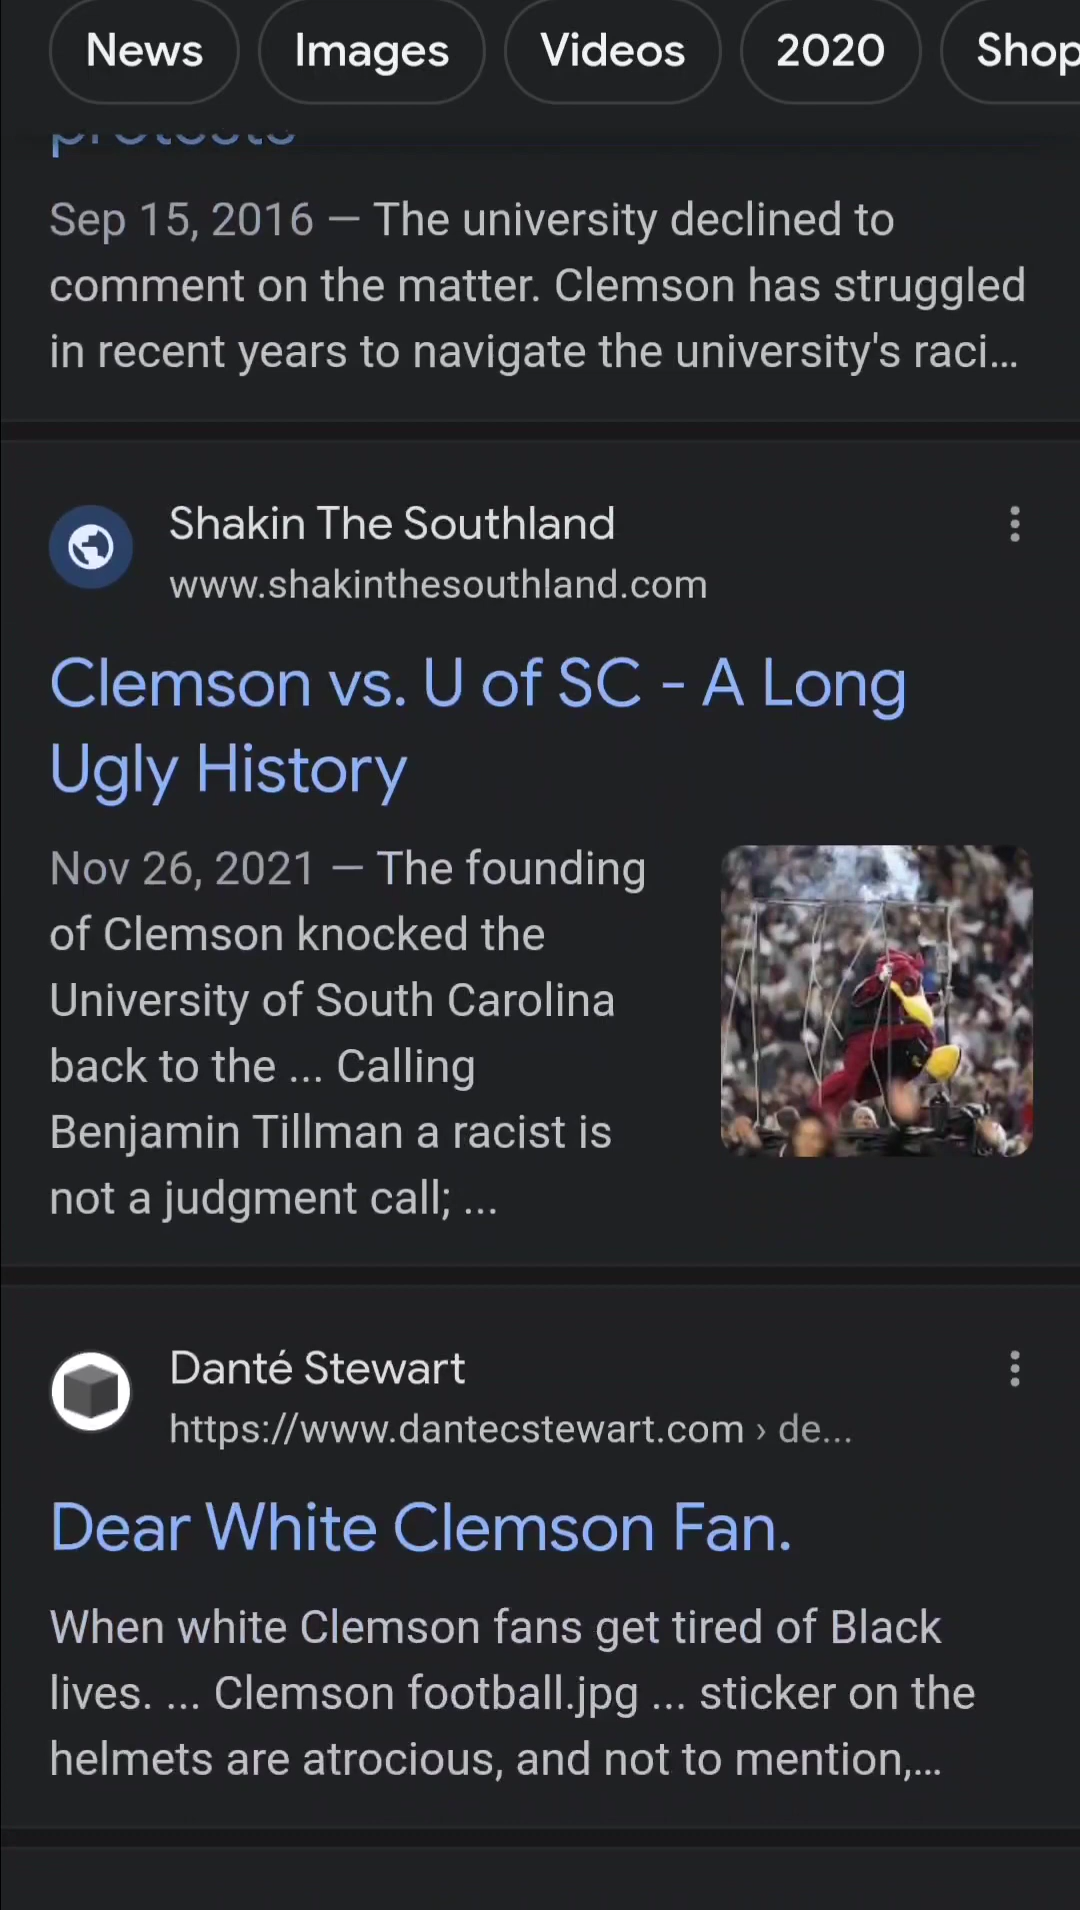 News Images Videos 2020 Shop
protests
Sep 15, 2016 — The university declined to
comment on the matter. Clemson has struggled
in recent years to navigate the university's raci...
Shakin The Southland
www.shakinthesouthland.com
Clemson vs. U of SC - A Long
Ugly History
Nov 26, 2021 — The founding
of Clemson knocked the
University of South Carolina
back to the ... Calling
Benjamin Tillman a racist is
not a judgment call; ...
Danté Stewart
https://www.dantecstewart.com › de...
Dear White Clemson Fan.
When white Clemson fans get tired of Black
lives. ... Clemson football.jpg ... sticker on the
helmets are atrocious, and not to mention,...